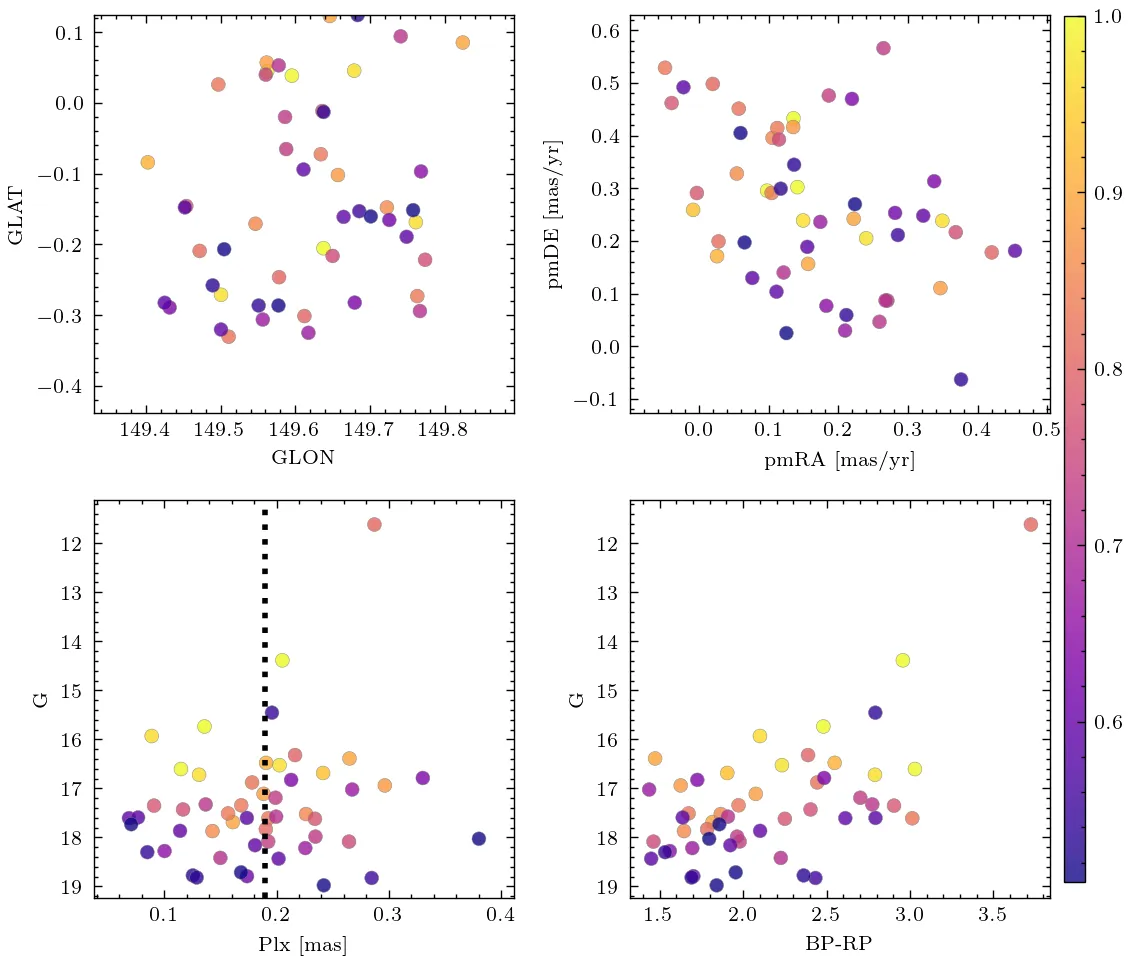 0.1
0.0
−0.1
−0.2
−0.3
−0.4
GLAT
149.4 149.5 149.6 149.7 149.8
GLON
0.6
0.5
0.4
0.3
0.2
0.1
0.0
−0.1
pmDE [mas/yr]
0.0 0.1 0.2 0.3 0.4 0.5
pmRA [mas/yr]
1.0
0.9
0.8
0.7
0.6
12
13
14
15
16
17
18
19
G
0.1 0.2 0.3 0.4
Plx [mas]
12
13
14
15
16
17
18
19
G
1.5 2.0 2.5 3.0 3.5
BP-RP